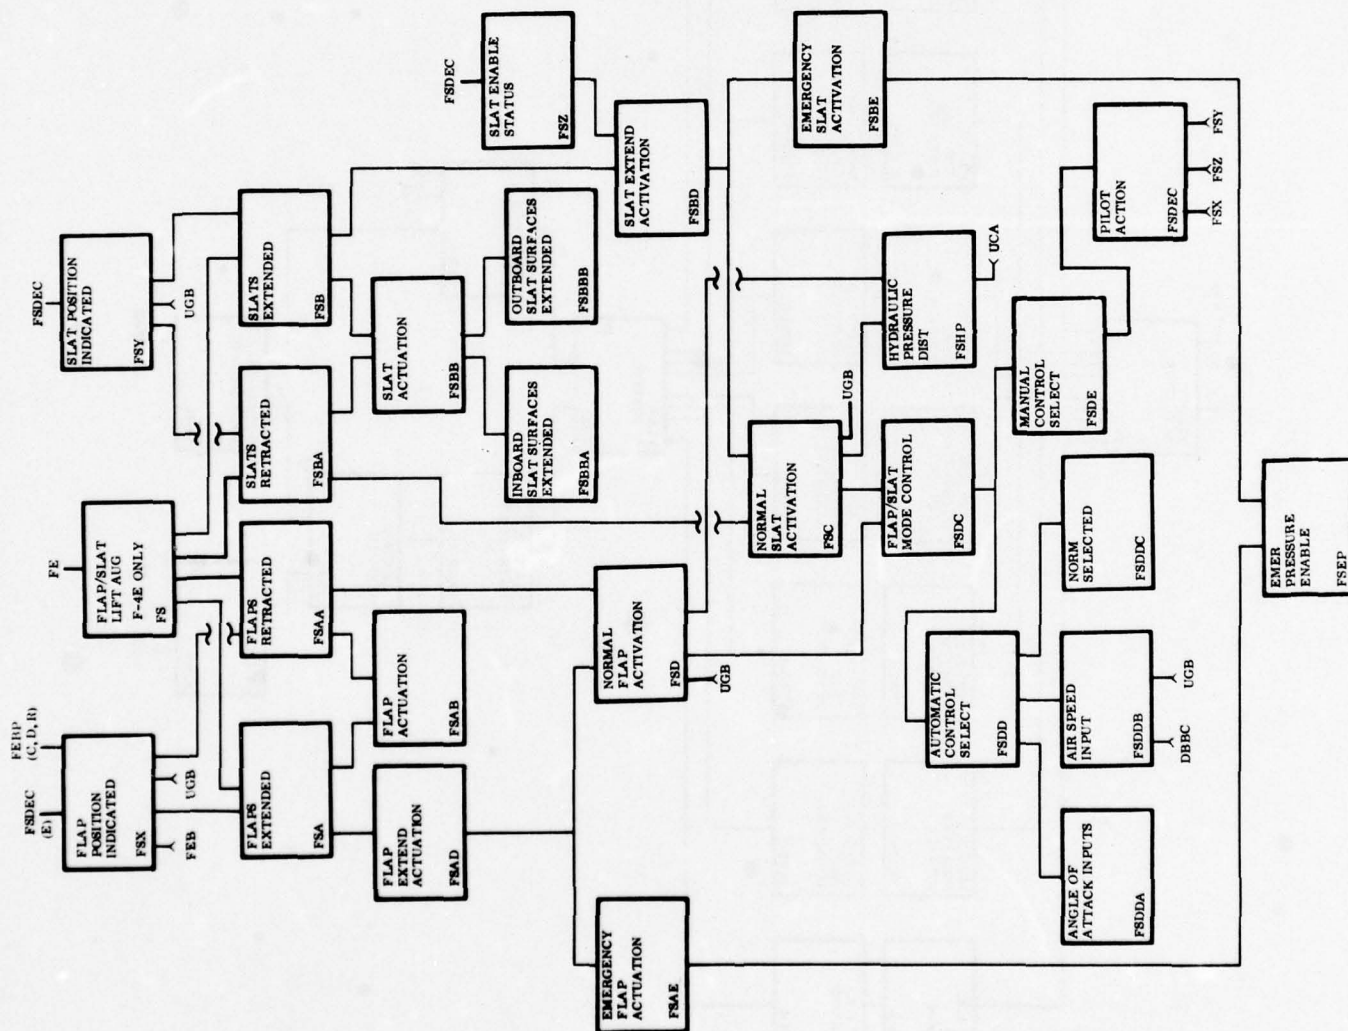 FSDEC
(E)
FERP
(C, D, R)
FLAP
POSITION
INDICATED
FSX
FEB
UGB
FE
FLAP/SLAT
LIFT AUG
F-4E ONLY
FS
FSDEC
SLAT POSITION
INDICATED
FSY
UGB
FSDEC
SLAT ENABLE
STATUS
FSZ
FLAPS
EXTENDED
FSA
FLAPS
RETRACTED
FSAA
SLATS
RETRACTED
FSBA
SLATS
EXTENDED
FSB
FLAP
EXTEND
ACTUATION
FSAD
FLAP
ACTUATION
FSAB
SLAT
ACTUATION
FSBB
INBOARD
SLAT SURFACES
EXTENDED
FSBBA
OUTBOARD
SLAT SURFACES
EXTENDED
FSBBB
SLAT EXTEND
ACTIVATION
FSBD
EMERGENCY
FLAP
ACTUATION
FSAE
NORMAL
FLAP
ACTIVATION
FSD
UGB
NORMAL
SLAT
ACTIVATION
FSC
UGB
EMERGENCY
SLAT
ACTIVATION
FSBE
FLAP/SLAT
MODE CONTROL
FSDC
HYDRAULIC
PRESSURE
DIST
FSHP
UCA
AUTOMATIC
CONTROL
SELECT
FSDD
MANUAL
CONTROL
SELECT
FSDE
PILOT
ACTION
FSDEC
FSX
FSZ
FSY
ANGLE OF
ATTACK INPUTS
FSDDA
AIR SPEED
INPUT
FSDDB
DBBC
UGB
NORM
SELECTED
FSDDC
EMER
PRESSURE
ENABLE
FSEP